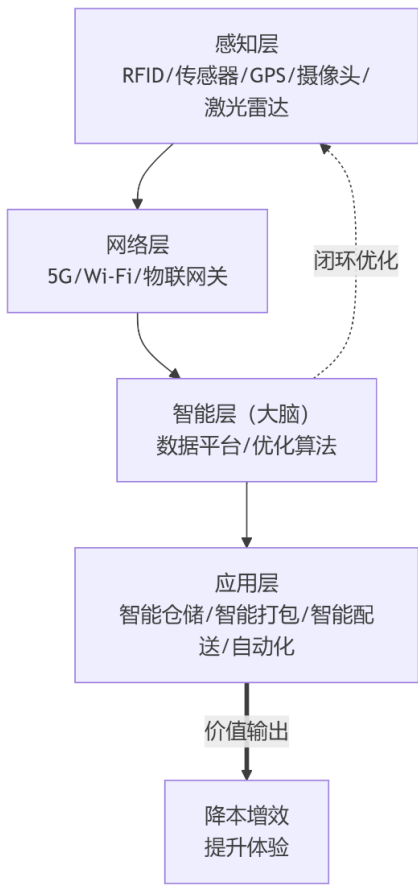 感知层
RFID/传感器/GPS/摄像头/
激光雷达
网络层
5G/Wi-Fi/物联网关
闭环优化
智能层（大脑）
数据平台/优化算法
应用层
智能仓储/智能打包/智能配
送/自动化
价值输出
降本增效
提升体验